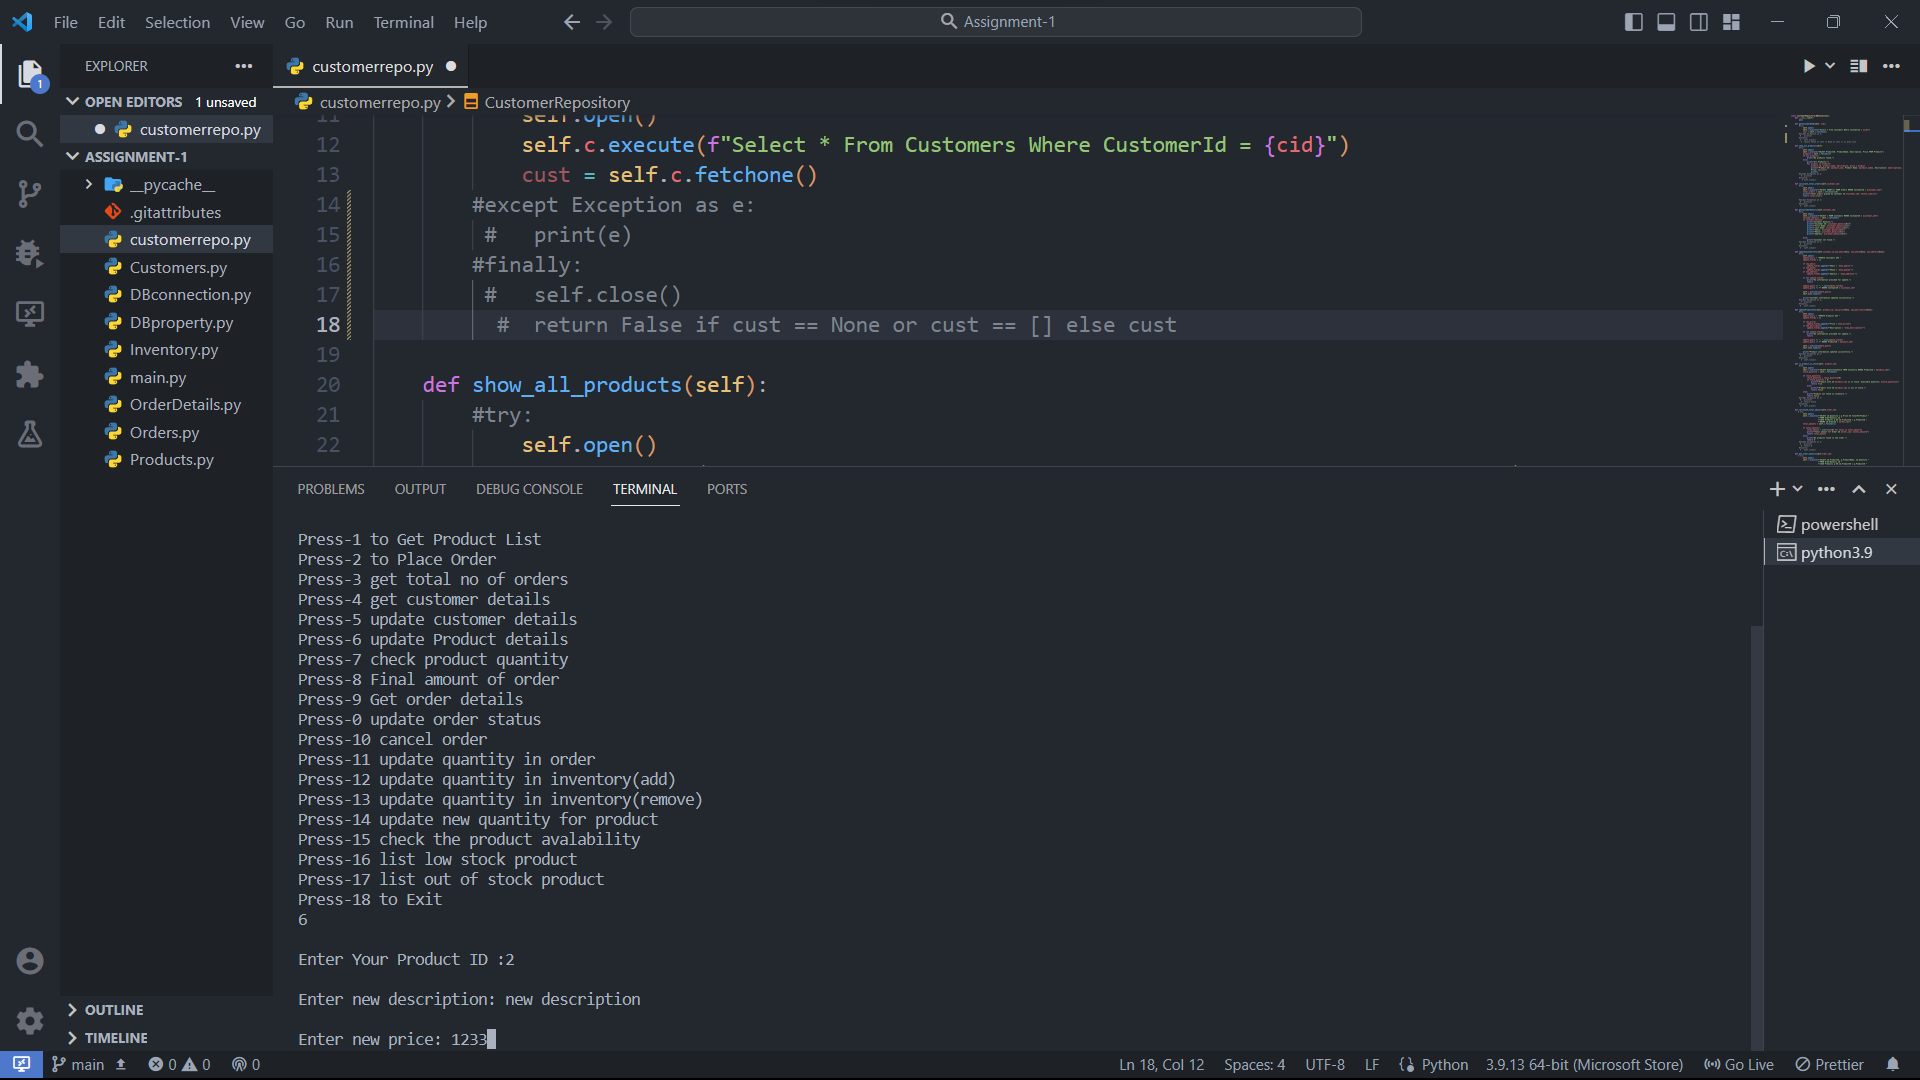 File Edit Selection View Go Run Terminal Help
Assignment-1
EXPLORER
1
OPEN EDITORS 1 unsaved
customerrepo.py
ASSIGNMENT-1
__pycache__
.gitattributes
customerrepo.py
Customers.py
DBconnection.py
DBproperty.py
Inventory.py
main.py
OrderDetails.py
Orders.py
Products.py
OUTLINE
TIMELINE
customerrepo.py
customerrepo.py CustomerRepository
11 self.open()
12 self.c.execute(f"Select * From Customers Where CustomerId = {cid}")
13 cust = self.c.fetchone()
14 #except Exception as e:
15 # print(e)
16 #finally:
17 # self.close()
18 # return False if cust == None or cust == [] else cust
19
20 def show_all_products(self):
21 #try:
22 self.open()
PROBLEMS OUTPUT DEBUG CONSOLE TERMINAL PORTS
powershell
python3.9
Press-1 to Get Product List
Press-2 to Place Order
Press-3 get total no of orders
Press-4 get customer details
Press-5 update customer details
Press-6 update Product details
Press-7 check product quantity
Press-8 Final amount of order
Press-9 Get order details
Press-0 update order status
Press-10 cancel order
Press-11 update quantity in order
Press-12 update quantity in inventory(add)
Press-13 update quantity in inventory(remove)
Press-14 update new quantity for product
Press-15 check the product avalability
Press-16 list low stock product
Press-17 list out of stock product
Press-18 to Exit
6
Enter Your Product ID :2
Enter new description: new description
Enter new price: 1233
main 0 0 0 Ln 18, Col 12 Spaces: 4 UTF-8 LF Python 3.9.13 64-bit (Microsoft Store) Go Live Prettier